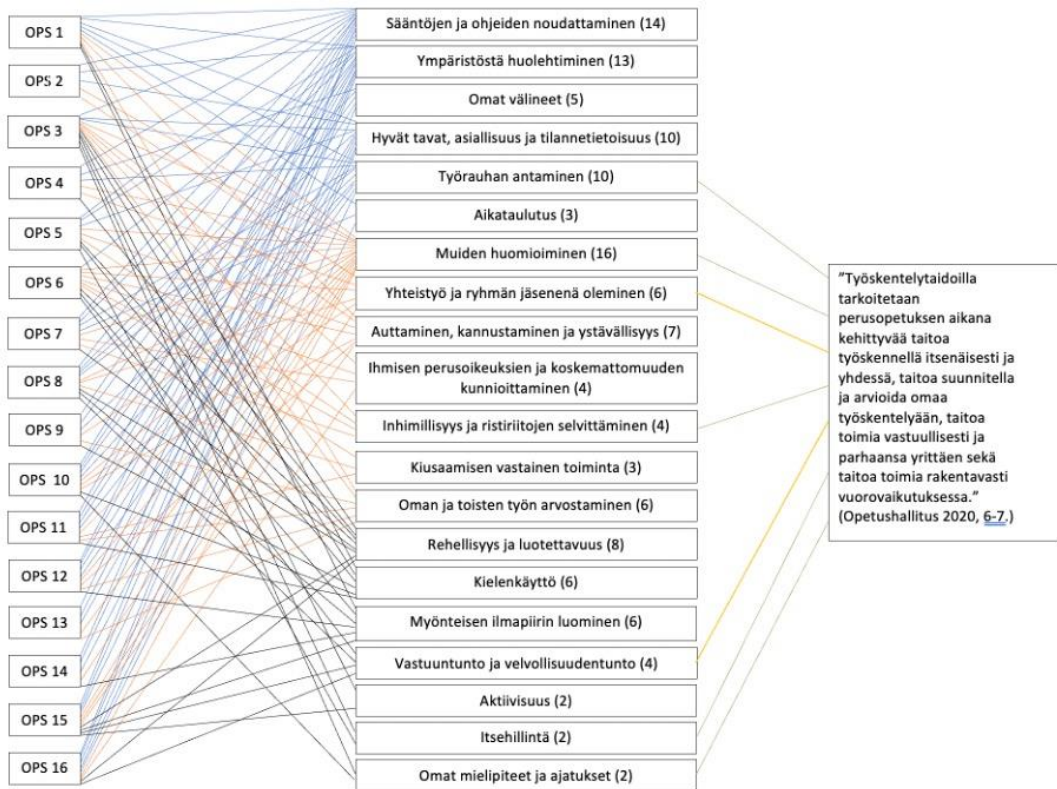 OPS 1
OPS 2
OPS 3
OPS 4
OPS 5
OPS 6
OPS 7
OPS 8
OPS 9
OPS 10
OPS 11
OPS 12
OPS 13
OPS 14
OPS 15
OPS 16
Sääntöjen ja ohjeiden noudattaminen (14)
Ympäristöstä huolehtiminen (13)
Omat välineet (5)
Hyvät tavat, asiallisuus ja tilannetietoisuus (10)
Työrauhan antaminen (10)
Aikataulutus (3)
Muiden huomioiminen (16)
Yhteistyö ja ryhmän jäsenenä oleminen (6)
Auttaminen, kannustaminen ja ystävällisyys (7)
Ihmisen perusoikeuksien ja koskemattomuuden
kunnioittaminen (4)
Inhimillisyys ja ristiriitojen selvittäminen (4)
Kiusaamisen vastainen toiminta (3)
Oman ja toisten työn arvostaminen (6)
Rehellisyys ja luotettavuus (8)
Kielenkäyttö (6)
Myönteisen ilmapiirin luominen (6)
Vastuuntunto ja velvollisuudentunto (4)
Aktiivisuus (2)
Itsehillintä (2)
Omat mielipiteet ja ajatukset (2)
”Työskentelytaidoilla
tarkoitetaan
perusopetuksen aikana
kehittyvää taitoa
työskennellä itsenäisesti ja
yhdessä, taitoa suunnitella
ja arvioida omaa
työskentelyään, taitoa
toimia vastuullisesti ja
parhaansa yrittäen sekä
taitoa toimia rakentavasti
vuorovaikutuksessa.”
(Opetushallitus 2020, 6-7.)